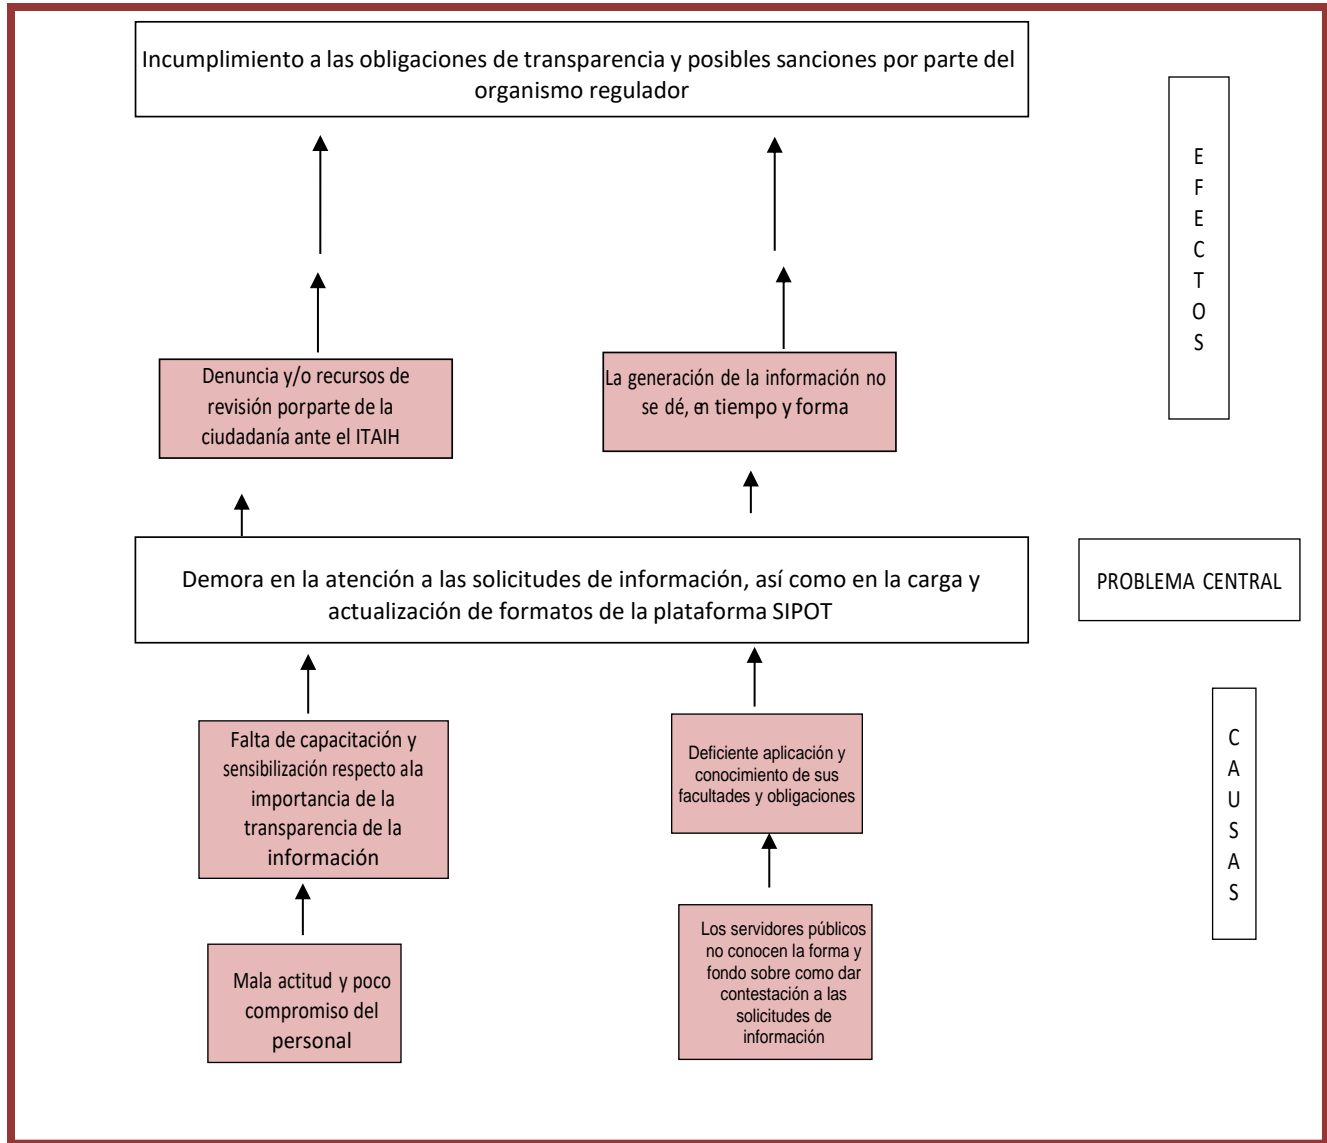 Incumplimiento a las obligaciones de transparencia y posibles sanciones por parte del
organismo regulador
E
F
E
C
T
O
S
Denuncia y/o recursos de
revisión porparte de la
ciudadanía ante el ITAIH
La generación de la información no
se dé, en tiempo y forma
Demora en la atención a las solicitudes de información, así como en la carga y
actualización de formatos de la plataforma SIPOT
PROBLEMA CENTRAL
Falta de capacitación y
sensibilización respecto ala
importancia de la
transparencia de la
información
Deficiente aplicación y
conocimiento de sus
facultades y obligaciones
C
A
U
S
A
S
Mala actitud y poco
compromiso del
personal
Los servidores públicos
no conocen la forma y
fondo sobre como dar
contestación a las
solicitudes de
información